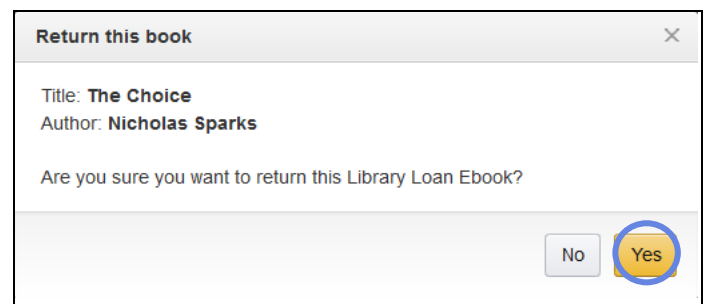 Return this book
Title: The Choice
Author: Nicholas Sparks
Are you sure you want to return this Library Loan Ebook?
No Yes